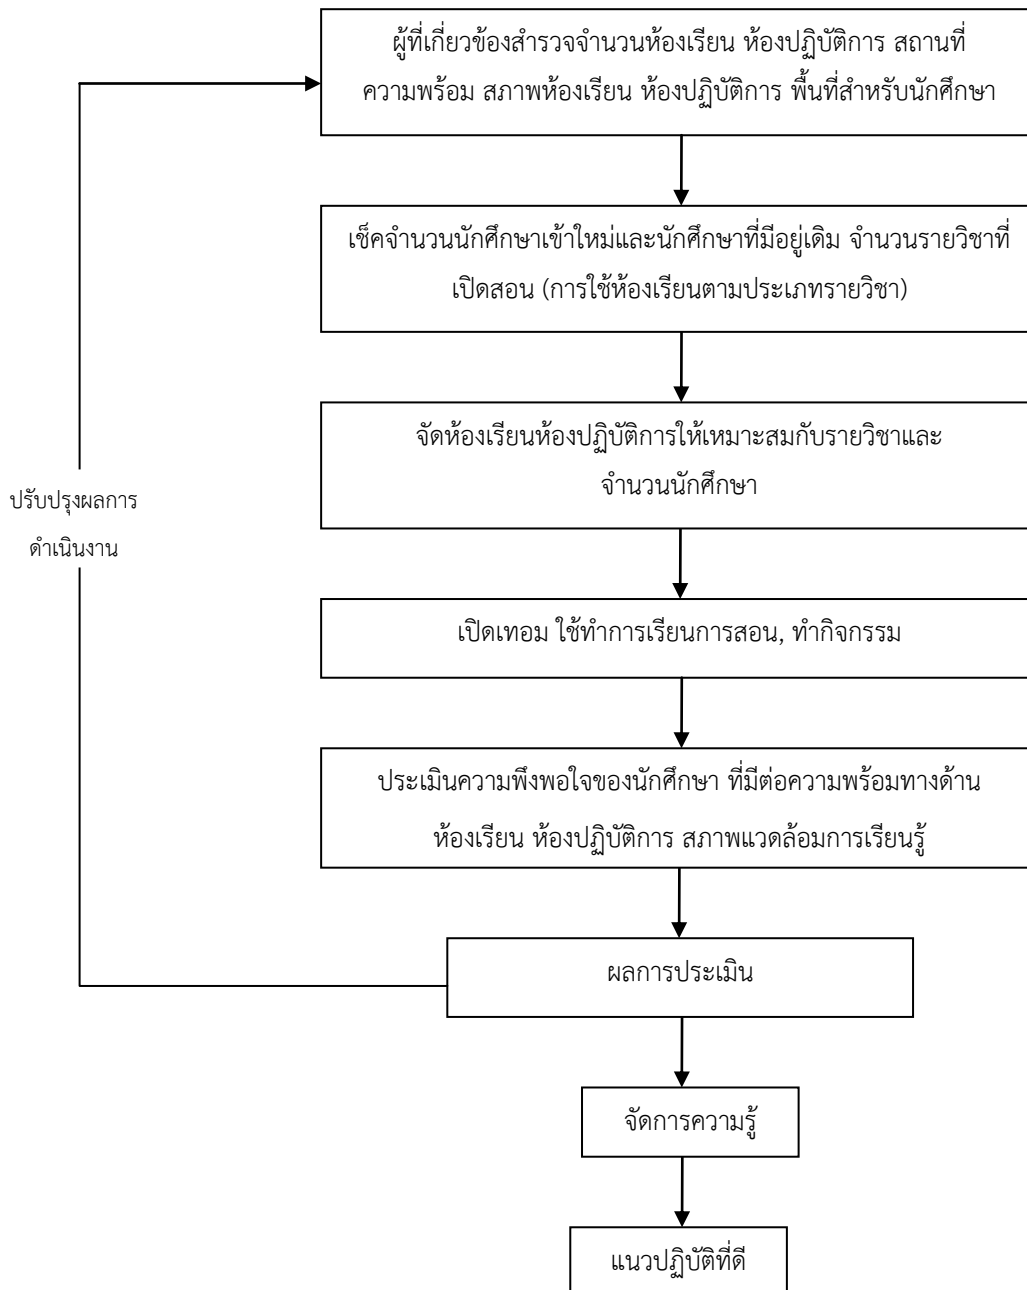 ผู้ที่เกี่ยวข้องสำรวจจำนวนห้องเรียน ห้องปฏิบัติการ สถานที่
ความพร้อม สภาพห้องเรียน ห้องปฏิบัติการ พื้นที่สำหรับนักศึกษา
เช็คจำนวนนักศึกษาเข้าใหม่และนักศึกษาที่มีอยู่เดิม จำนวนรายวิชาที่
เปิดสอน (การใช้ห้องเรียนตามประเภทรายวิชา)
จัดห้องเรียนห้องปฏิบัติการให้เหมาะสมกับรายวิชาและ
จำนวนนักศึกษา
ปรับปรุงผลการ
ดำเนินงาน
เปิดเทอม ใช้ทำการเรียนการสอน, ทำกิจกรรม
ประเมินความพึงพอใจของนักศึกษา ที่มีต่อความพร้อมทางด้าน
ห้องเรียน ห้องปฏิบัติการ สภาพแวดล้อมการเรียนรู้
ผลการประเมิน
จัดการความรู้
แนวปฏิบัติที่ดี